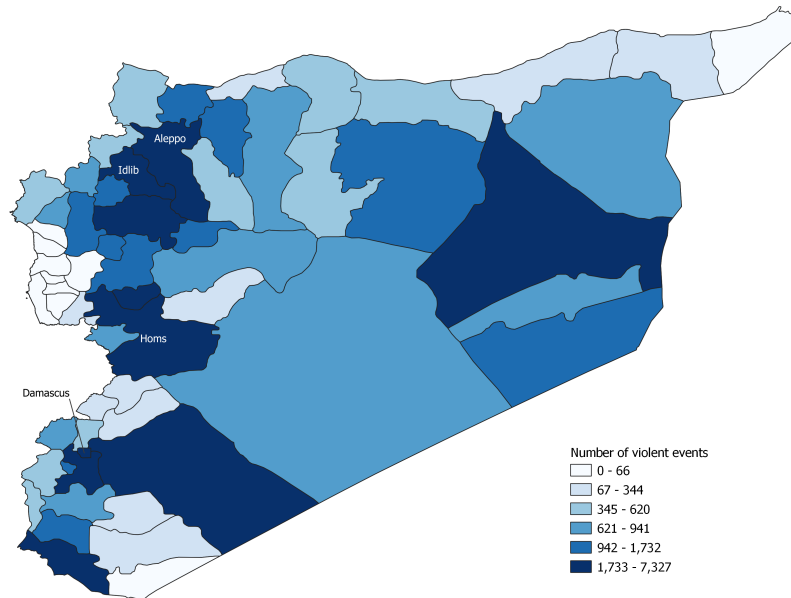 Aleppo
Idlib
Homs
Damascus
Number of violent events
0 - 66
67 - 344
345 - 620
621 - 941
942 - 1,732
1,733 - 7,327